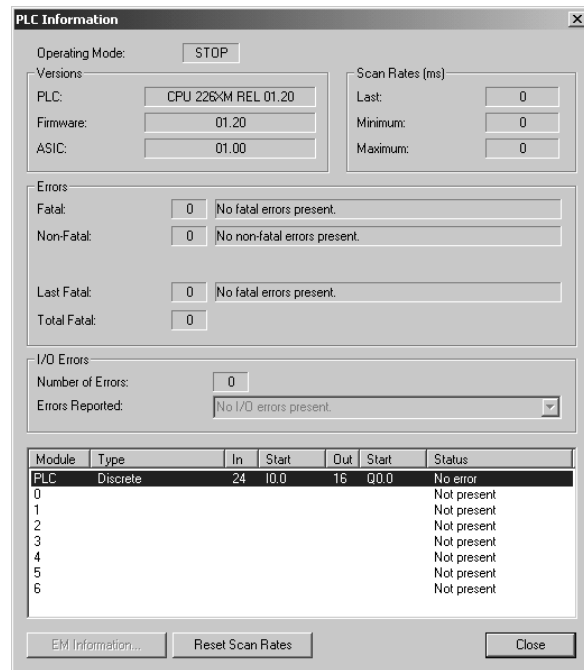 PLC Information
Operating Mode: STOP
Versions
PLC: CPU 226XM REL 01.20
Firmware: 01.20
ASIC: 01.00
Scan Rates (ms)
Last: 0
Minimum: 0
Maximum: 0
Errors
Fatal: 0 No fatal errors present.
Non-Fatal: 0 No non-fatal errors present.
Last Fatal: 0 No fatal errors present.
Total Fatal: 0
I/O Errors
Number of Errors: 0
Errors Reported: No I/O errors present.
Module Type In Start Out Start Status
PLC Discrete 24 I0.0 16 Q0.0 No error
0 Not present
1 Not present
2 Not present
3 Not present
4 Not present
5 Not present
6 Not present
EM Information... Reset Scan Rates Close